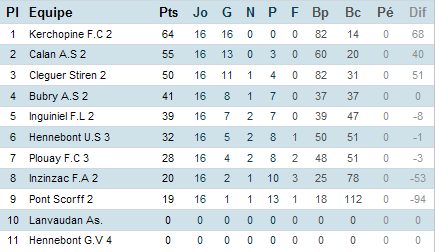 Pl Equipe Pts Jo G N P F Bp Bc Pé Dif
1 Kerchopine F.C 2 64 16 16 0 0 0 82 14 0 68
2 Calan A.S 2 55 16 13 0 3 0 60 20 0 40
3 Cleguer Stiren 2 50 16 11 1 4 0 82 31 0 51
4 Bubry A.S 2 41 16 8 1 7 0 37 37 0 0
5 Inguiniel F.L 2 39 16 7 2 7 0 39 47 0 -8
6 Hennebont U.S 3 32 16 5 2 8 1 50 51 0 -1
7 Plouay F.C 3 28 16 4 2 8 2 48 51 0 -3
8 Inzinzac F.A 2 20 16 2 1 10 3 25 78 0 -53
9 Pont Scorff 2 19 16 1 1 13 1 18 112 0 -94
10 Lanvaudan As. 0 0 0 0 0 0 0 0 0 0
11 Hennebont G.V 4 0 0 0 0 0 0 0 0 0 0